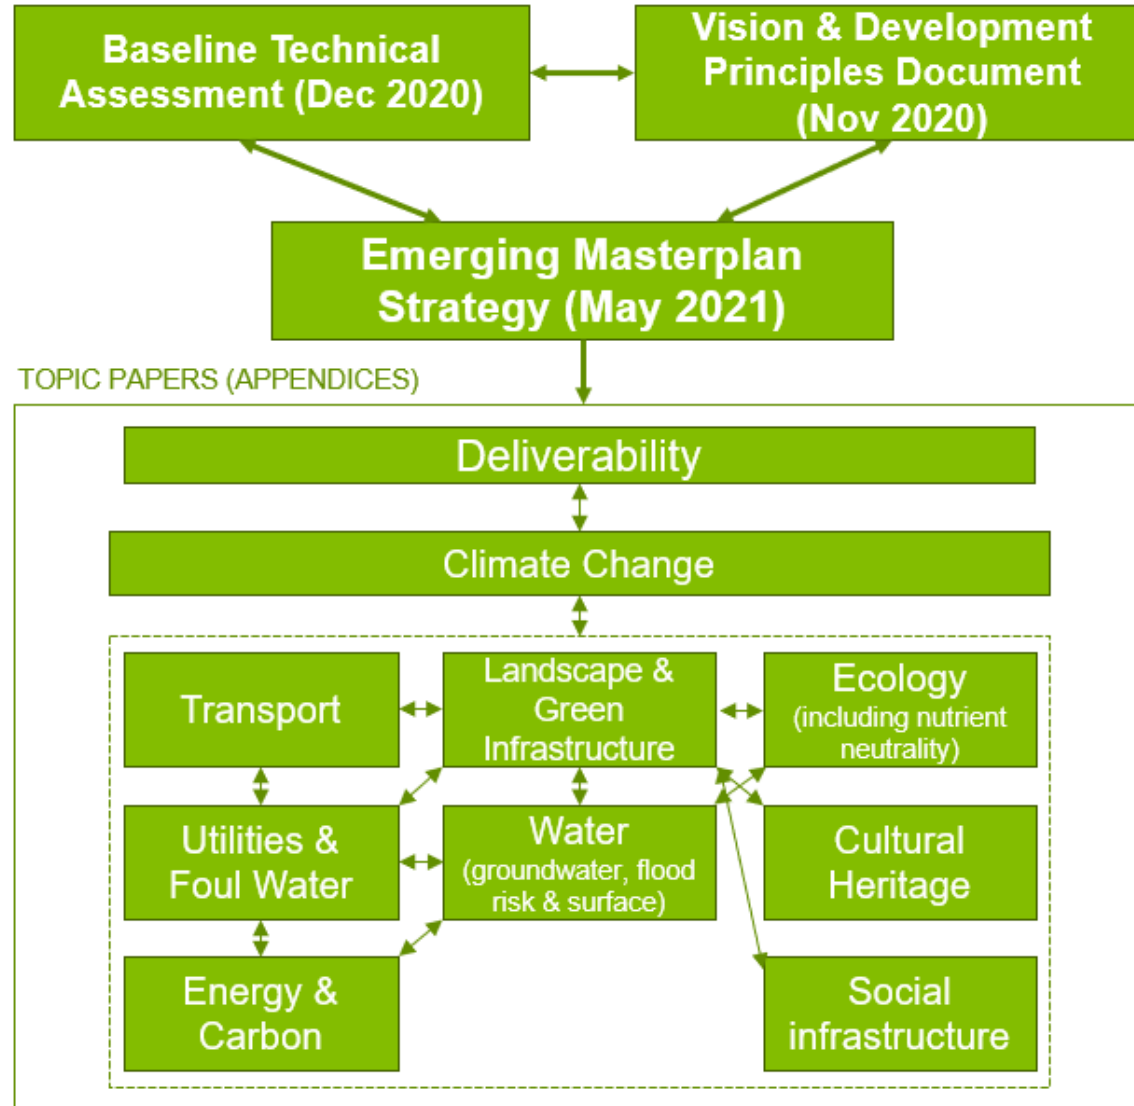 Baseline Technical
Assessment (Dec 2020)
Vision & Development
Principles Document
(Nov 2020)
Emerging Masterplan
Strategy (May 2021)
TOPIC PAPERS (APPENDICES)
Deliverability
Climate Change
Transport
Landscape &
Green
Infrastructure
Ecology
(including nutrient
neutrality)
Utilities &
Foul Water
Water
(groundwater, flood
risk & surface)
Cultural
Heritage
Energy &
Carbon
Social
infrastructure